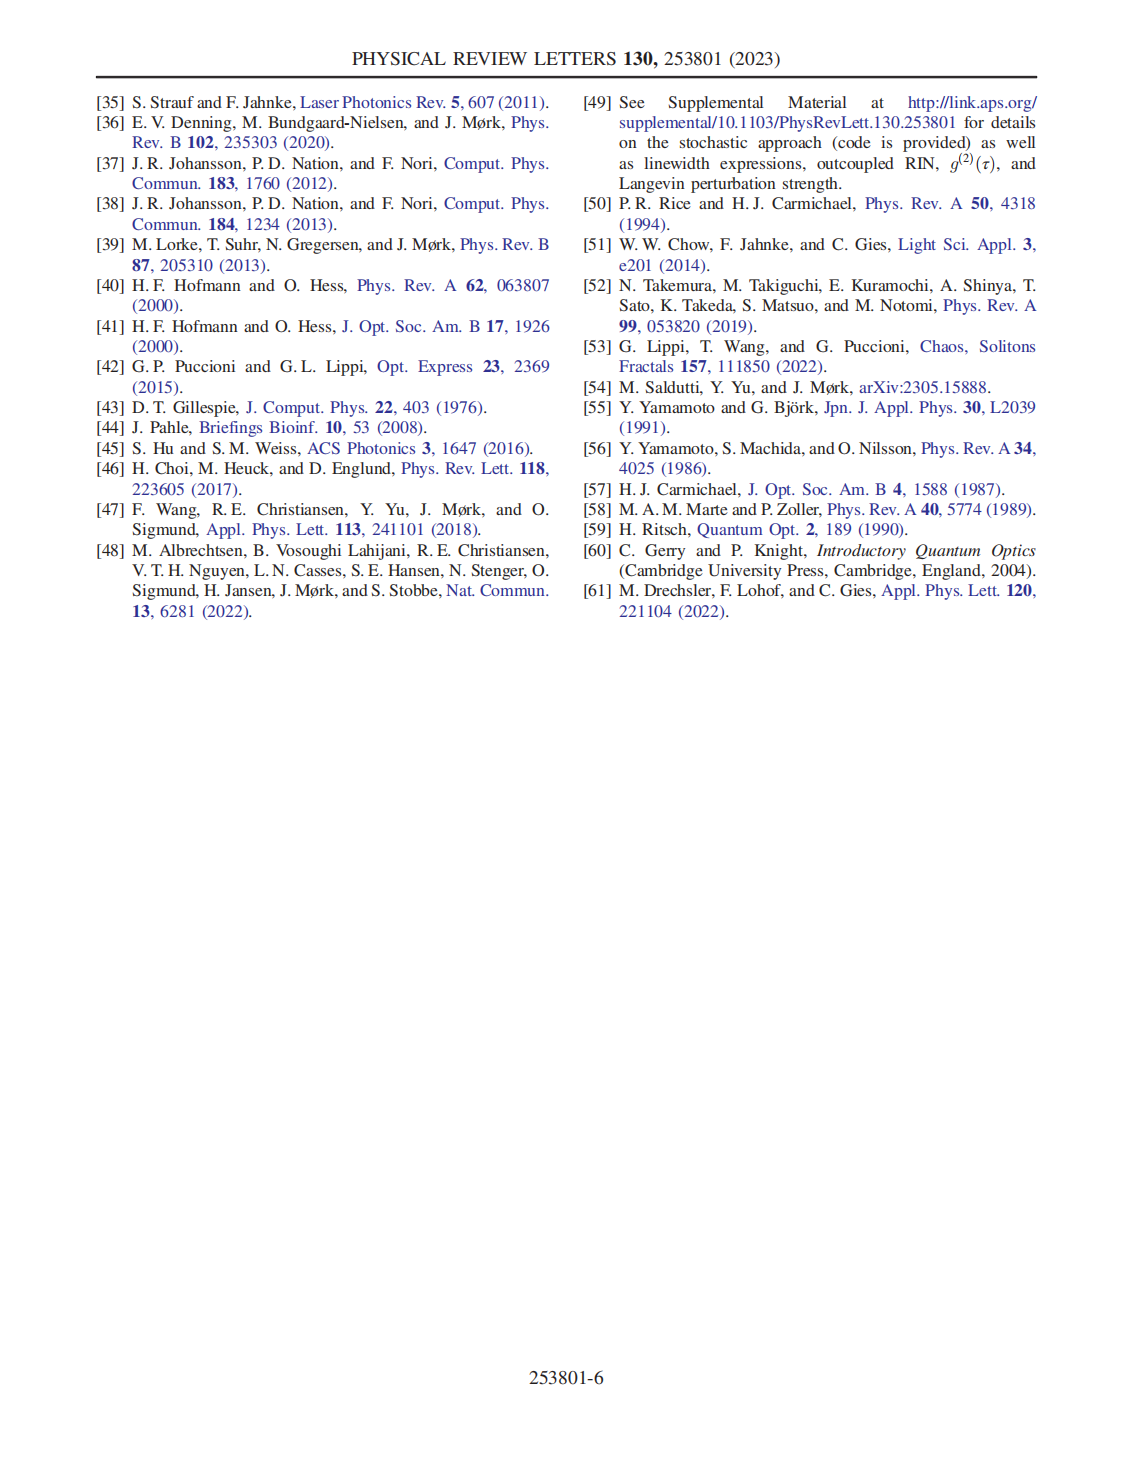 PHYSICAL REVIEW LETTERS 130, 253801 (2023)
[35] S. Strauf and F. Jahnke, Laser Photonics Rev. 5, 607 (2011).
[36] E. V. Denning, M. Bundgaard-Nielsen, and J. Mørk, Phys.
Rev. B 102, 235303 (2020).
[37] J. R. Johansson, P. D. Nation, and F. Nori, Comput. Phys.
Commun. 183, 1760 (2012).
[38] J. R. Johansson, P. D. Nation, and F. Nori, Comput. Phys.
Commun. 184, 1234 (2013).
[39] M. Lorke, T. Suhr, N. Gregersen, and J. Mørk, Phys. Rev. B
87, 205310 (2013).
[40] H. F. Hofmann and O. Hess, Phys. Rev. A 62, 063807
(2000).
[41] H. F. Hofmann and O. Hess, J. Opt. Soc. Am. B 17, 1926
(2000).
[42] G. P. Puccioni and G. L. Lippi, Opt. Express 23, 2369
(2015).
[43] D. T. Gillespie, J. Comput. Phys. 22, 403 (1976).
[44] J. Pahle, Briefings Bioinf. 10, 53 (2008).
[45] S. Hu and S. M. Weiss, ACS Photonics 3, 1647 (2016).
[46] H. Choi, M. Heuck, and D. Englund, Phys. Rev. Lett. 118,
223605 (2017).
[47] F. Wang, R. E. Christiansen, Y. Yu, J. Mørk, and O.
Sigmund, Appl. Phys. Lett. 113, 241101 (2018).
[48] M. Albrechtsen, B. Vosoughi Lahijani, R. E. Christiansen,
V. T. H. Nguyen, L. N. Casses, S. E. Hansen, N. Stenger, O.
Sigmund, H. Jansen, J. Mørk, and S. Stobbe, Nat. Commun.
13, 6281 (2022).
[49] See Supplemental Material at http://link.aps.org/
supplemental/10.1103/PhysRevLett.130.253801 for details
on the stochastic approach (code is provided) as well
as linewidth expressions, outcoupled RIN, g⁽²⁾(τ), and
Langevin perturbation strength.
[50] P. R. Rice and H. J. Carmichael, Phys. Rev. A 50, 4318
(1994).
[51] W. W. Chow, F. Jahnke, and C. Gies, Light Sci. Appl. 3,
e201 (2014).
[52] N. Takemura, M. Takiguchi, E. Kuramochi, A. Shinya, T.
Sato, K. Takeda, S. Matsuo, and M. Notomi, Phys. Rev. A
99, 053820 (2019).
[53] G. Lippi, T. Wang, and G. Puccioni, Chaos, Solitons
Fractals 157, 111850 (2022).
[54] M. Saldutti, Y. Yu, and J. Mørk, arXiv:2305.15888.
[55] Y. Yamamoto and G. Björk, Jpn. J. Appl. Phys. 30, L2039
(1991).
[56] Y. Yamamoto, S. Machida, and O. Nilsson, Phys. Rev. A 34,
4025 (1986).
[57] H. J. Carmichael, J. Opt. Soc. Am. B 4, 1588 (1987).
[58] M. A. M. Marte and P. Zoller, Phys. Rev. A 40, 5774 (1989).
[59] H. Ritsch, Quantum Opt. 2, 189 (1990).
[60] C. Gerry and P. Knight, Introductory Quantum Optics
(Cambridge University Press, Cambridge, England, 2004).
[61] M. Drechsler, F. Lohof, and C. Gies, Appl. Phys. Lett. 120,
221104 (2022).
253801-6